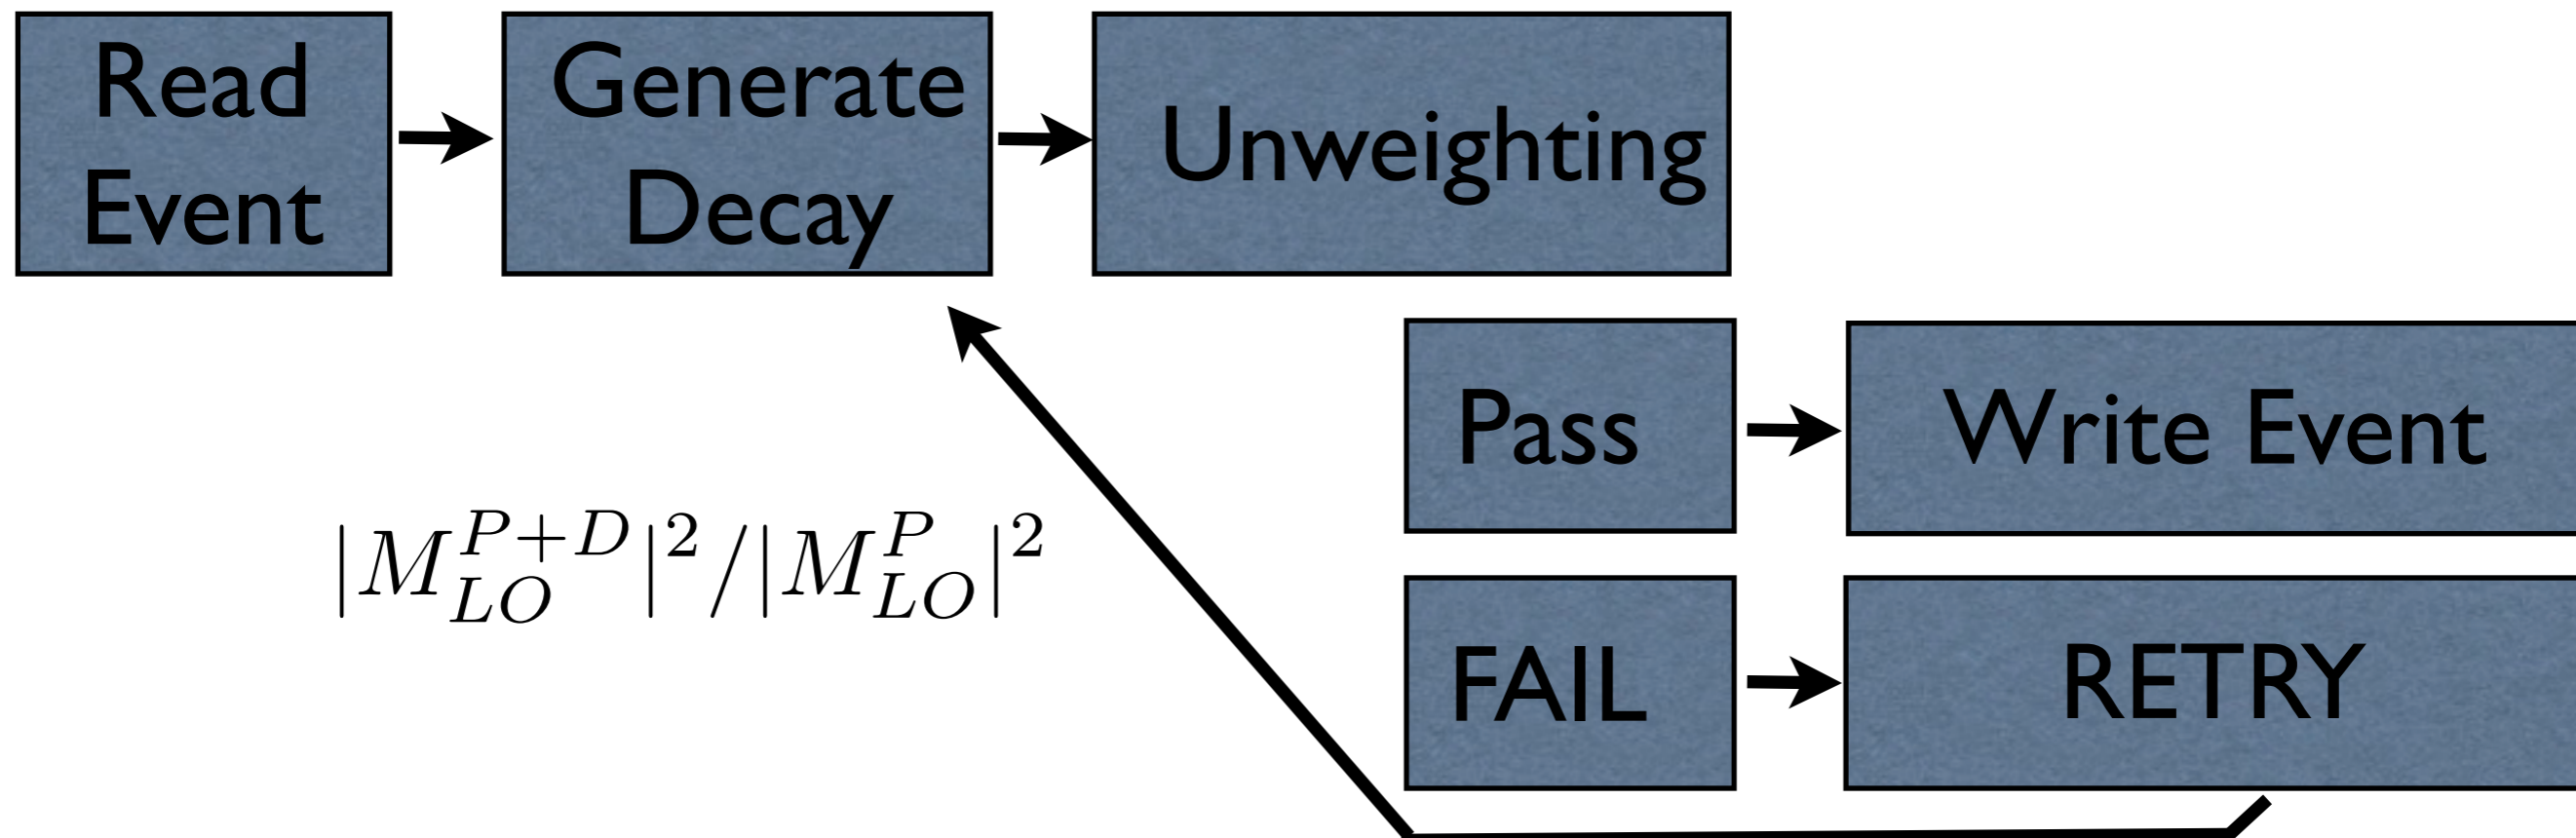 Read
Event
Generate
Decay
Unweighting
Pass
Write Event
$|M_{LO}^{P+D}|^2/|M_{LO}^{P}|^2$
FAIL
RETRY